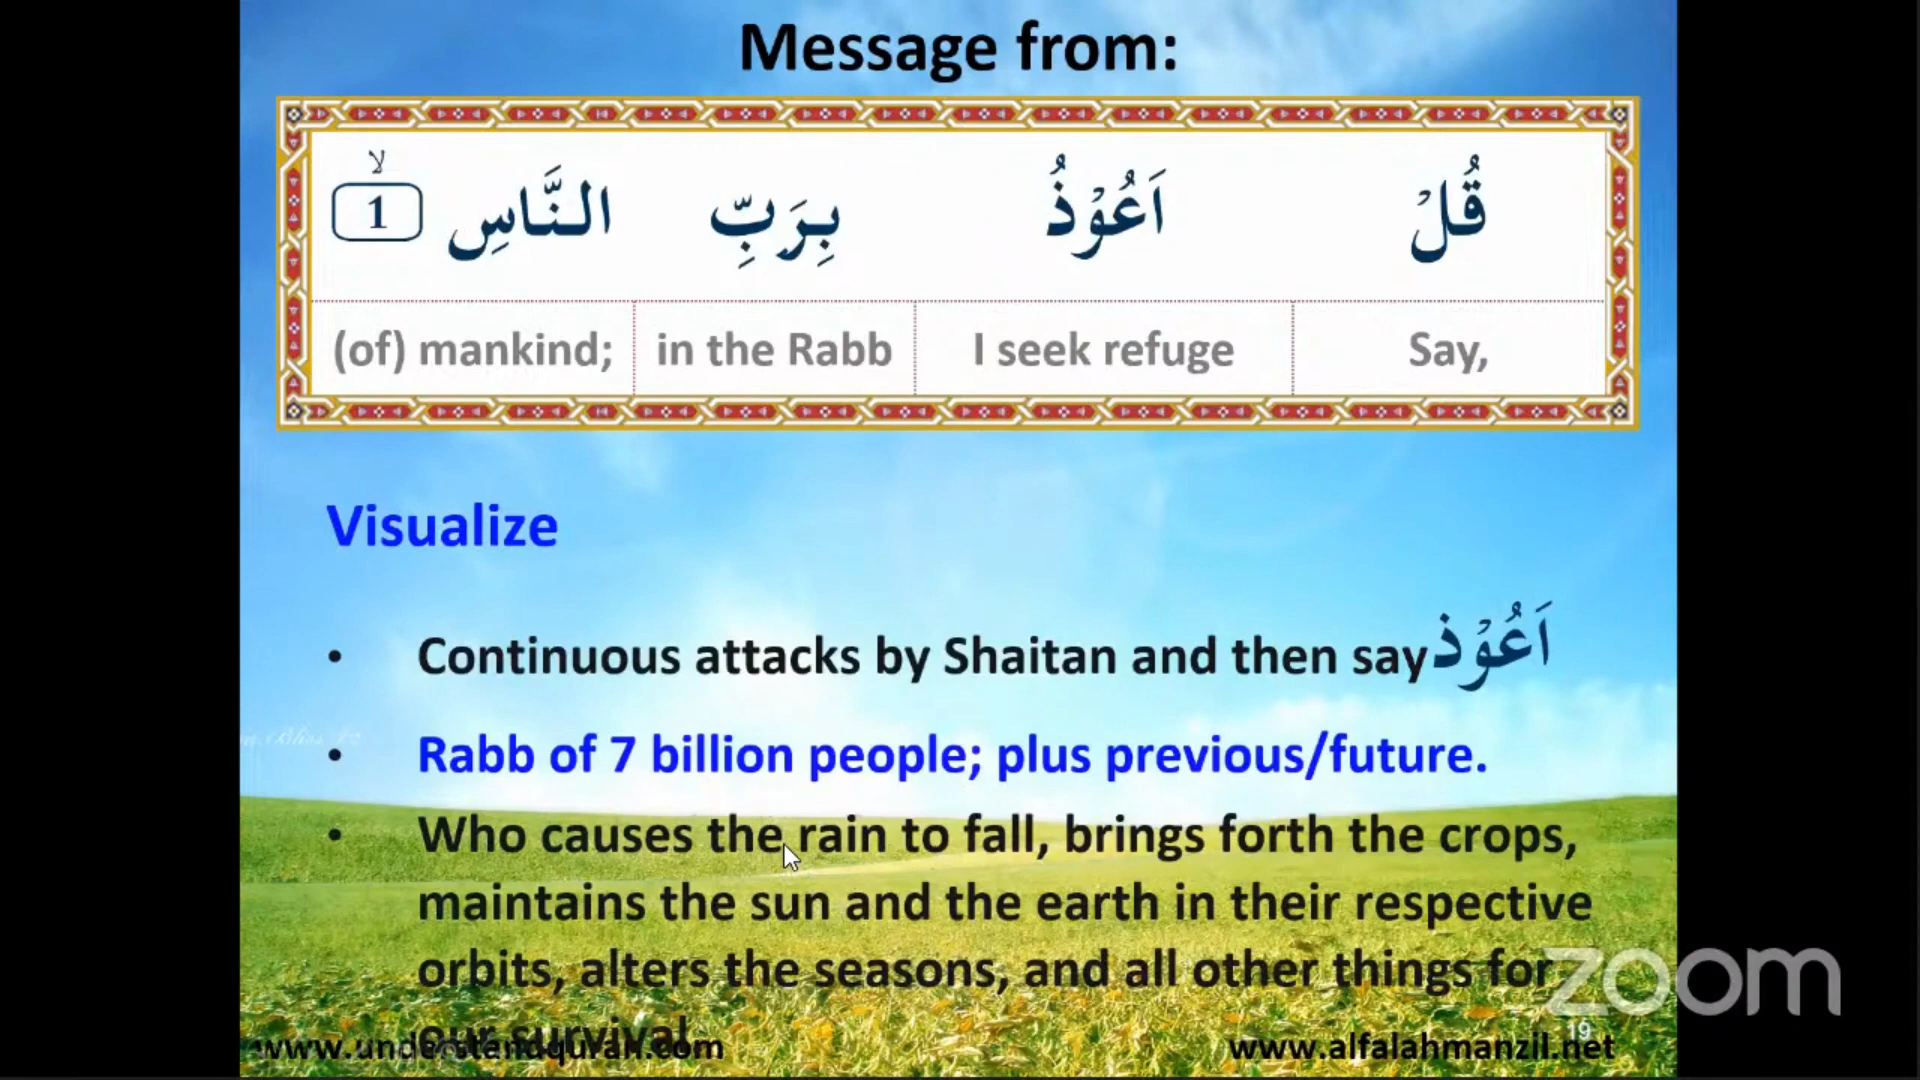 Message from:
قُلْ اَعُوْذُ بِرَبِّ النَّاسِ ۙ 1
(of) mankind; in the Rabb I seek refuge Say,
Visualize
• Continuous attacks by Shaitan and then say اَعُوْذ
• Rabb of 7 billion people; plus previous/future.
• Who causes the rain to fall, brings forth the crops,
maintains the sun and the earth in their respective
orbits, alters the seasons, and all other things for
our survival
zoom
19
www.understandquran.com
www.alfalahmanzil.net